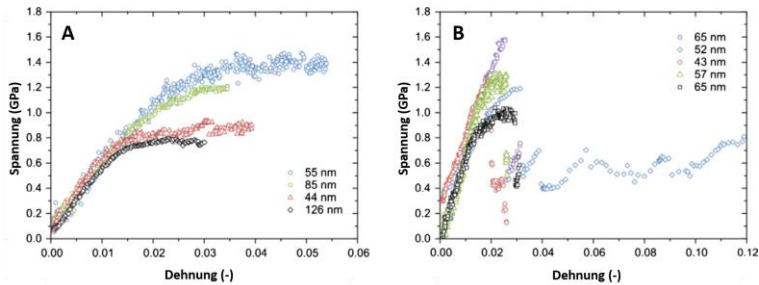 A
Spannung (GPa)
1.6
1.4
1.2
1.0
0.8
0.6
0.4
0.2
0.0
0.00
0.01
0.02
0.03
0.04
0.05
0.06
Dehnung (-)
55 nm
85 nm
44 nm
126 nm
B
Spannung (GPa)
1.8
1.6
1.4
1.2
1.0
0.8
0.6
0.4
0.2
0.0
0.00
0.02
0.04
0.06
0.08
0.10
0.12
Dehnung (-)
65 nm
52 nm
43 nm
57 nm
65 nm